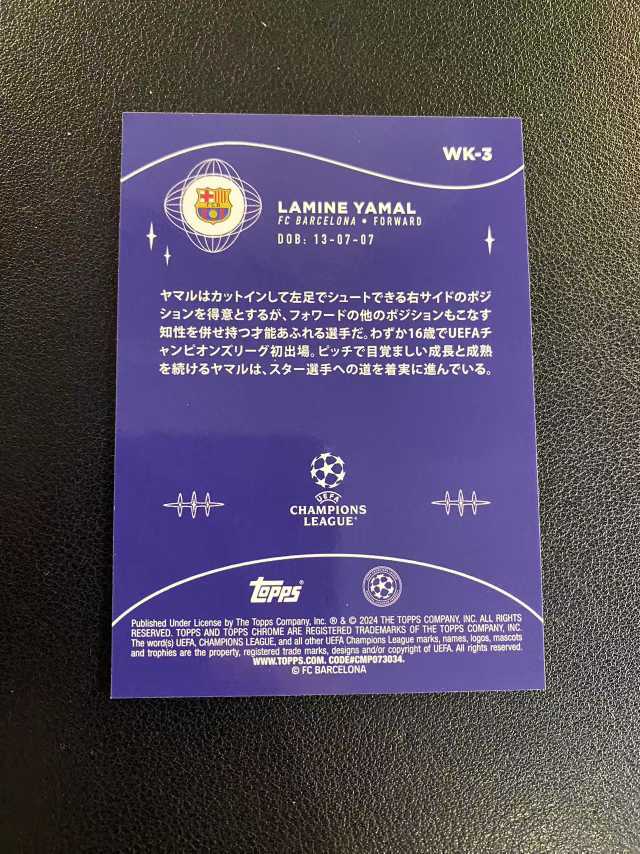 WK-3
FCB
LAMINE YAMAL
FC BARCELONA • FORWARD
DOB: 13-07-07
ヤマルはカットインして左足でシュートできる右サイドのポジ
ションを得意とするが、フォワードの他のポジションもこなす
知性を併せ持つ才能あふれる選手だ。わずか16歳でUEFAチ
ャンピオンズリーグ初出場。ピッチで目覚ましい成長と成熟
を続けるヤマルは、スター選手への道を着実に進んでいる。
UEFA
CHAMPIONS
LEAGUE®
Topps®
Published Under License by The Topps Company, Inc. ® & © 2024 THE TOPPS COMPANY, INC. ALL RIGHTS
RESERVED. TOPPS AND TOPPS CHROME ARE REGISTERED TRADEMARKS OF THE TOPPS COMPANY, INC.
The word(s) UEFA, CHAMPIONS LEAGUE, and all other UEFA Champions League marks, names, logos, mascots
and trophies are the property, registered trade marks, designs and/or copyright of UEFA. All rights reserved.
WWW.TOPPS.COM. CODE#CMP073034.
© FC BARCELONA